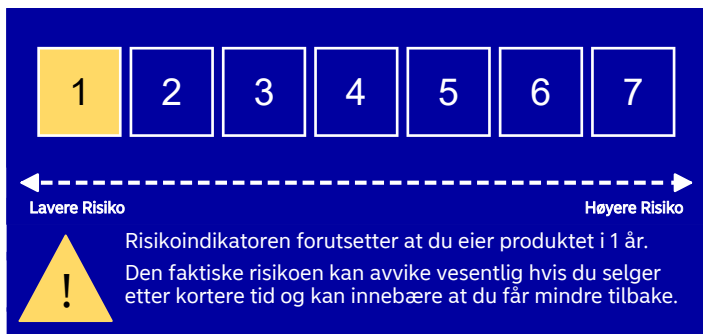 1 2 3 4 5 6 7
Lavere Risiko Høyere Risiko
Risikoindikatoren forutsetter at du eier produktet i 1 år.
Den faktiske risikoen kan avvike vesentlig hvis du selger
etter kortere tid og kan innebære at du får mindre tilbake.
!